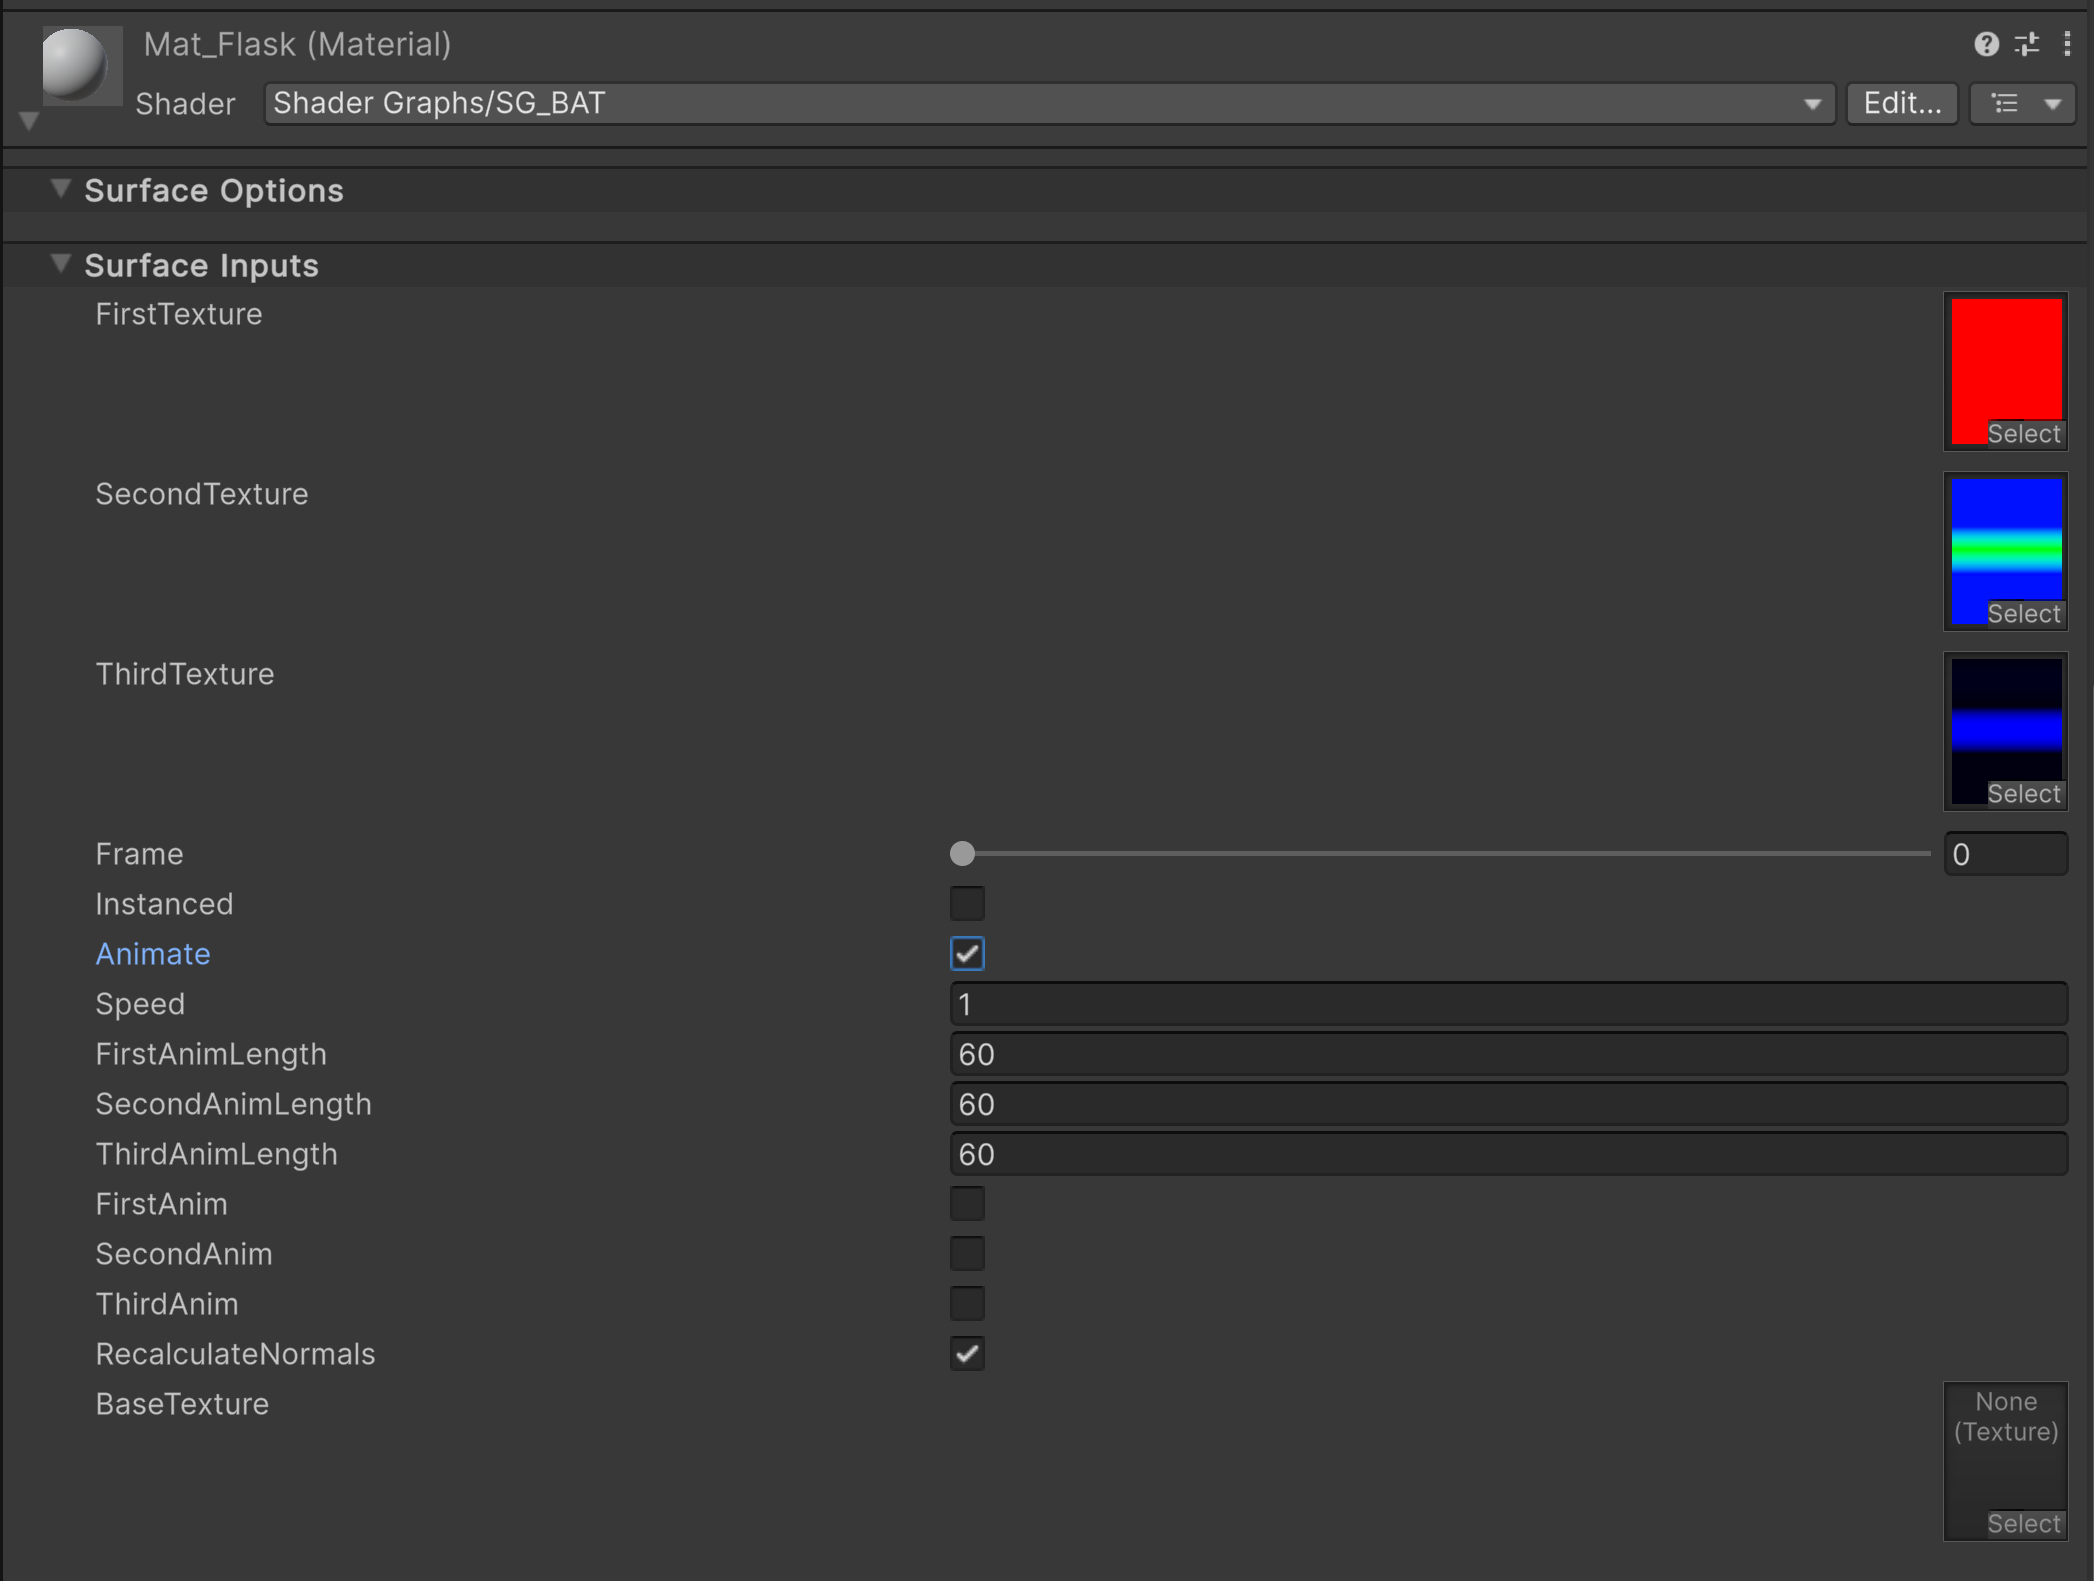 Mat_Flask (Material)
Shader
Shader Graphs/SG_BAT
Edit...
Surface Options
Surface Inputs
FirstTexture
Select
SecondTexture
Select
ThirdTexture
Select
Frame
0
Instanced
Animate
Speed
1
FirstAnimLength
60
SecondAnimLength
60
ThirdAnimLength
60
FirstAnim
SecondAnim
ThirdAnim
RecalculateNormals
BaseTexture
None
(Texture)
Select